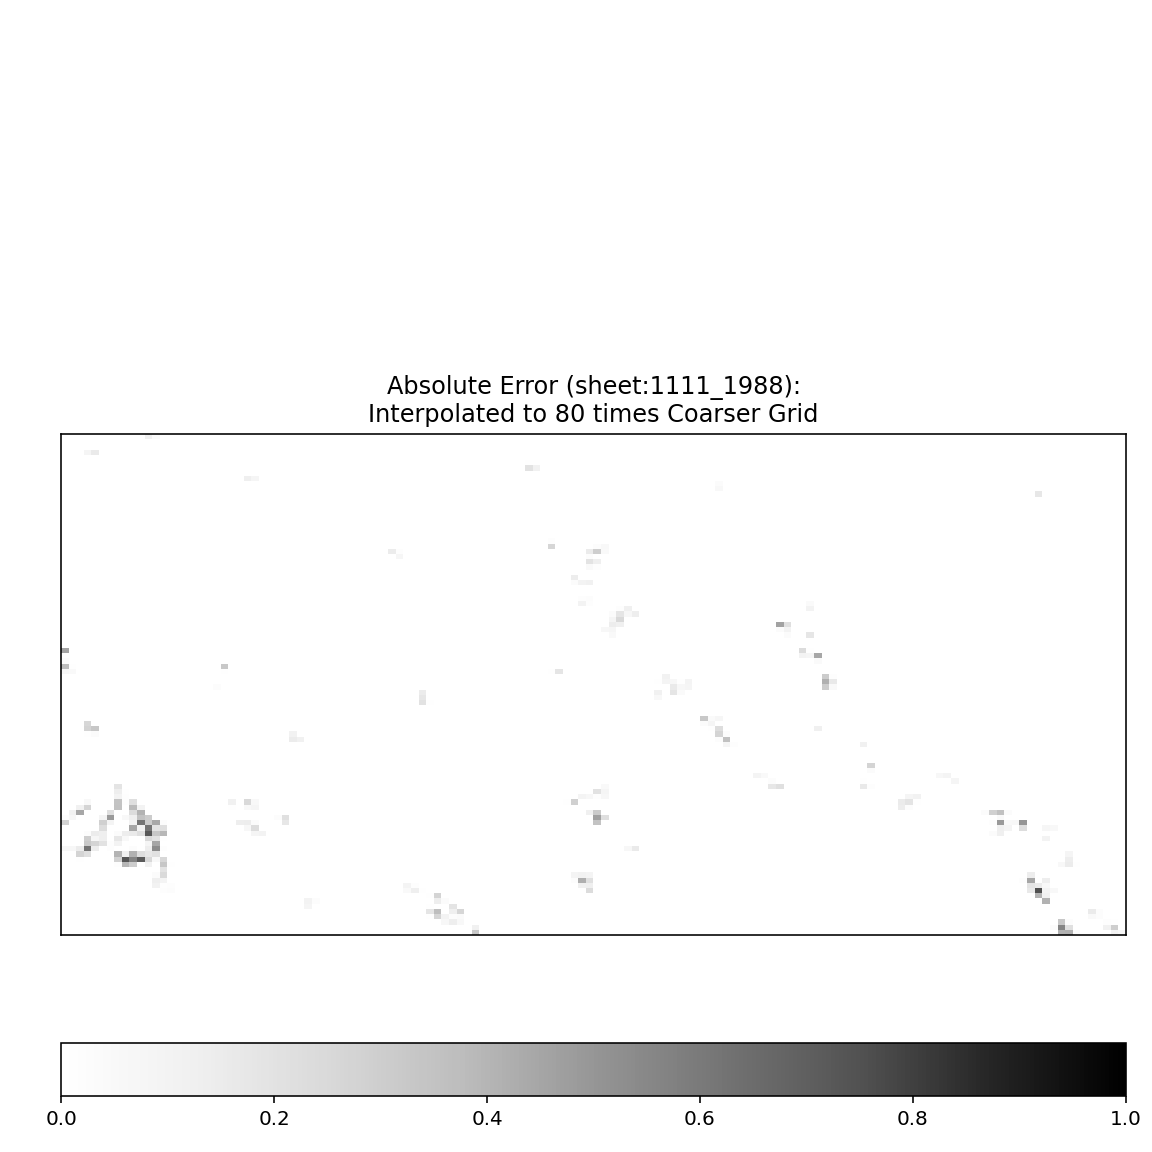 Absolute Error (sheet:1111_1988):
Interpolated to 80 times Coarser Grid
0.0 0.2 0.4 0.6 0.8 1.0